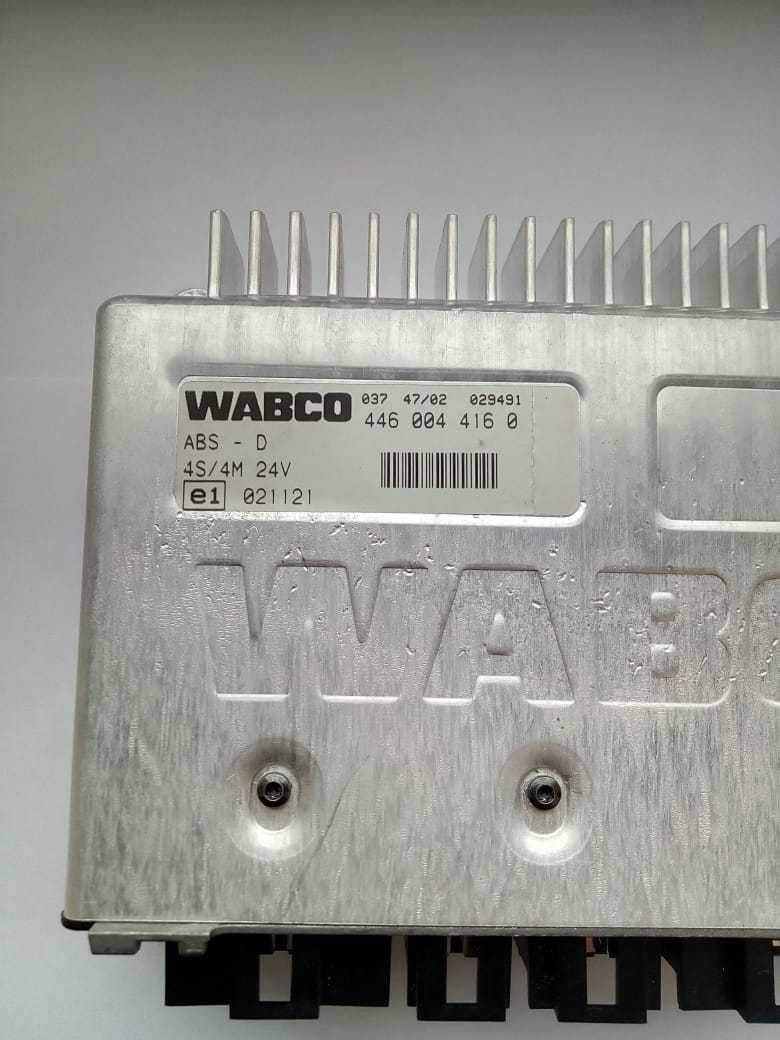 WABCO 037 47/02 029491
446 004 416 0
ABS - D
4S/4M 24V
e1 021121
WABC